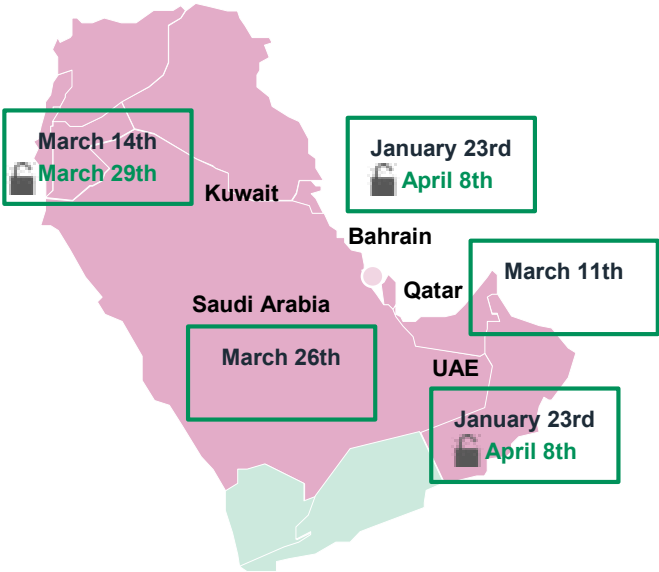 March 14th
March 29th
January 23rd
April 8th
Kuwait
Bahrain
March 11th
Qatar
Saudi Arabia
March 26th
UAE
January 23rd
April 8th